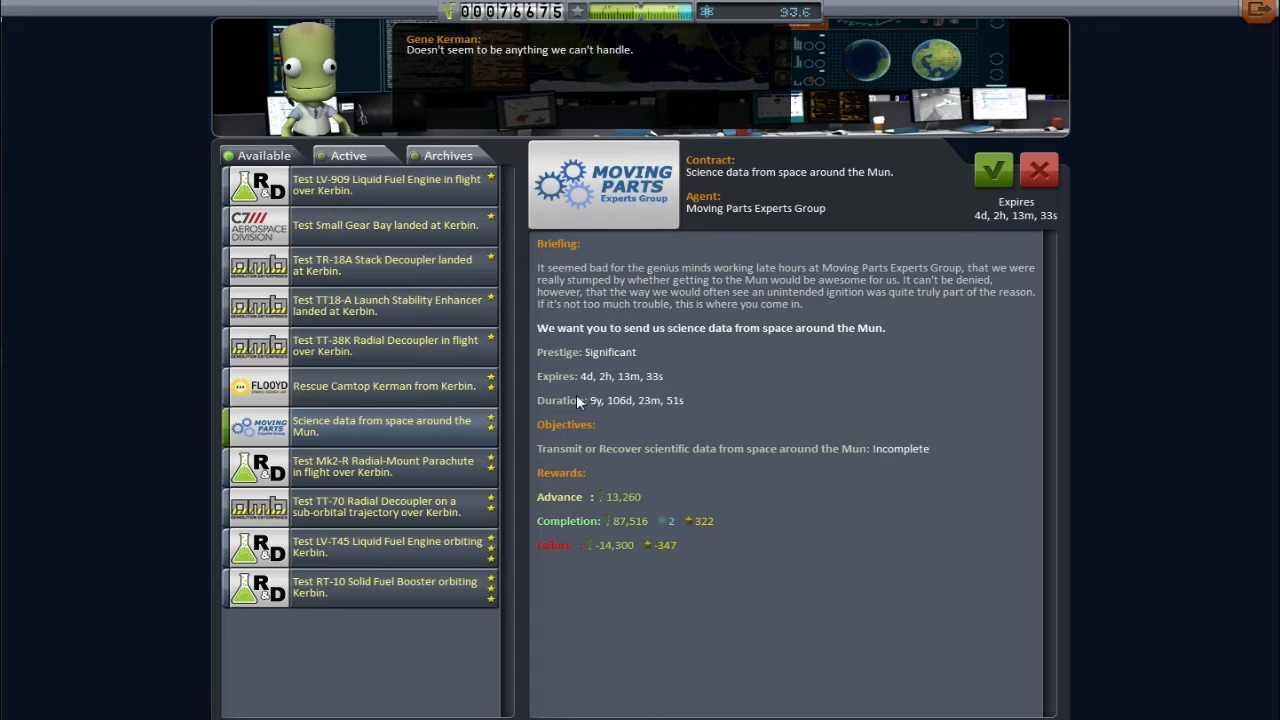 00076675
93.6
Gene Kerman:
Doesn't seem to be anything we can't handle.
Available
Active
Archives
R&D
Test LV-909 Liquid Fuel Engine in flight
over Kerbin.
C7///
AEROSPACE
DIVISION
Test Small Gear Bay landed at Kerbin.
Test TR-18A Stack Decoupler landed
at Kerbin.
Test TT18-A Launch Stability Enhancer
landed at Kerbin.
Test TT-38K Radial Decoupler in flight
over Kerbin.
FLOOYD
Rescue Camtop Kerman from Kerbin.
MOVING
PARTS
Experts Group
Science data from space around the
Mun.
R&D
Test Mk2-R Radial-Mount Parachute
in flight over Kerbin.
Test TT-70 Radial Decoupler on a
sub-orbital trajectory over Kerbin.
R&D
Test LV-T45 Liquid Fuel Engine orbiting
Kerbin.
R&D
Test RT-10 Solid Fuel Booster orbiting
Kerbin.
MOVING
PARTS
Experts Group
Contract:
Science data from space around the Mun.
Agent:
Moving Parts Experts Group
Expires
4d, 2h, 13m, 33s
Briefing:
It seemed bad for the genius minds working late hours at Moving Parts Experts Group, that we were
really stumped by whether getting to the Mun would be awesome for us. It can't be denied,
however, that the way we would often see an unintended ignition was quite truly part of the reason.
If it's not too much trouble, this is where you come in.
We want you to send us science data from space around the Mun.
Prestige: Significant
Expires: 4d, 2h, 13m, 33s
Duration: 9y, 106d, 23m, 51s
Objectives:
Transmit or Recover scientific data from space around the Mun: Incomplete
Rewards:
Advance : 13,260
Completion: 87,516 2 322
Failure : -14,300 -347